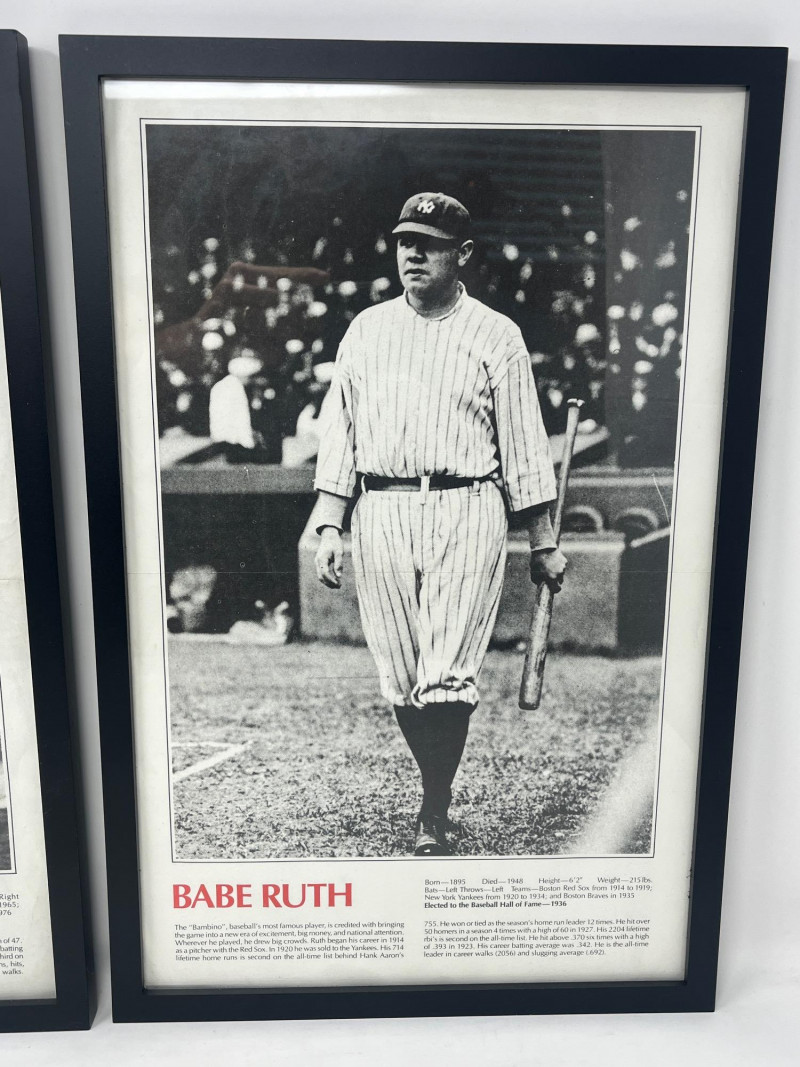 NY
BABE RUTH
Born—1895 Died—1948 Height—6'2" Weight—215 lbs.
Bats—Left Throws—Left Teams—Boston Red Sox from 1914 to 1919;
New York Yankees from 1920 to 1934; and Boston Braves in 1935
Elected to the Baseball Hall of Fame—1936
The "Bambino", baseball's most famous player, is credited with bringing
the game into a new era of excitement, big money, and national attention.
Wherever he played, he drew big crowds. Ruth began his career in 1914
as a pitcher with the Red Sox. In 1920 he was sold to the Yankees. His 714
lifetime home runs is second on the all-time list behind Hank Aaron's
755. He won or tied as the season's home run leader 12 times. He hit over
50 homers in a season 4 times with a high of 60 in 1927. His 2204 lifetime
rbi's is second on the all-time list. He hit above .370 six times with a high
of .393 in 1923. His career batting average was .342. He is the all-time
leader in career walks (2056) and slugging average (.692).
Right
1965;
976
of 47.
batting
hird on
ns, hits,
walks.